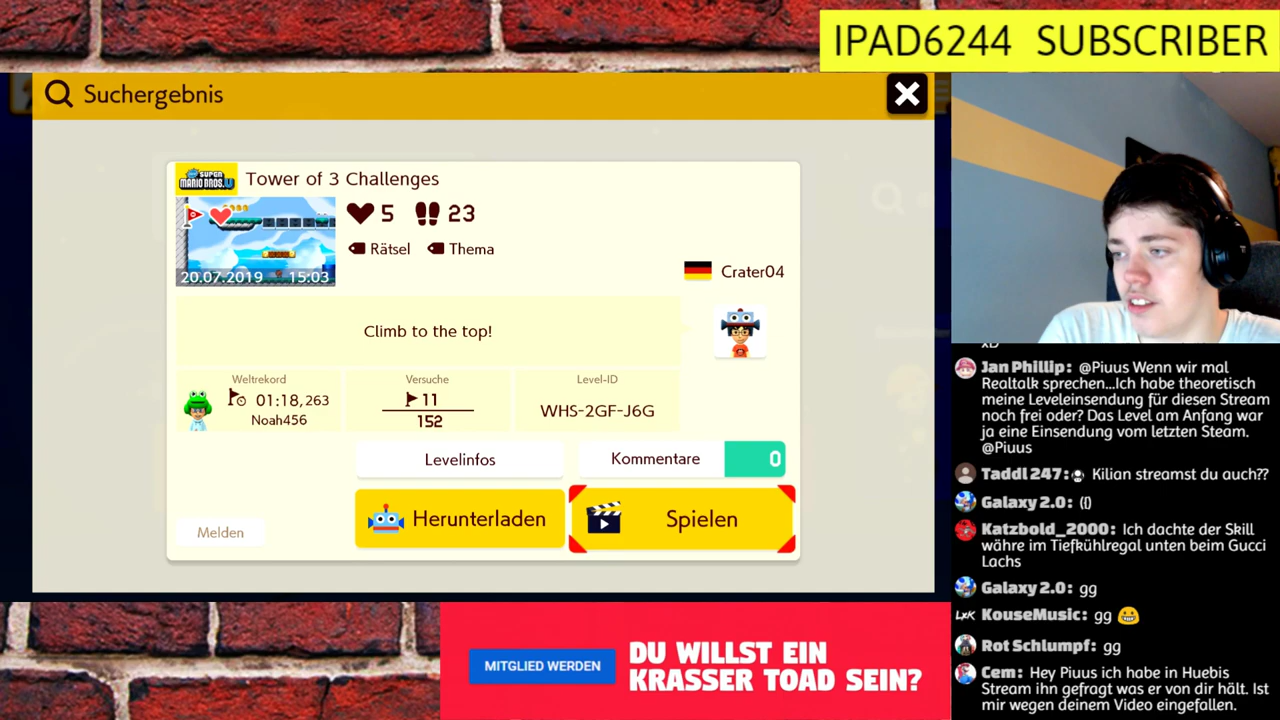 IPAD6244 SUBSCRIBER
Suchergebnis
NEW SUPER MARIO BROS. U
Tower of 3 Challenges
5 23
Rätsel Thema
20.07.2019 15:03
Crater04
Climb to the top!
Weltrekord
01:18,263
Noah456
Versuche
11
152
Level-ID
WHS-2GF-J6G
Levelinfos
Kommentare 0
Melden
Herunterladen
Spielen
MITGLIED WERDEN
DU WILLST EIN
KRASSER TOAD SEIN?
xD
Jan Phillip: @Piuus Wenn wir mal
Realtalk sprechen...Ich habe theoretisch
meine Leveleinsendung für diesen Stream
noch frei oder? Das Level am Anfang war
ja eine Einsendung vom letzten Steam.
@Piuus
Taddl 247: Kilian streamst du auch??
Galaxy 2.0: (()
Katzbold_2000: Ich dachte der Skill
währe im Tiefkühlregal unten beim Gucci
Lachs
Galaxy 2.0: gg
LxK KouseMusic: gg
Rot Schlumpf: gg
Cem: Hey Piuus ich habe in Huebis
Stream ihn gefragt was er von dir hält. Ist
mir wegen deinem Video eingefallen.